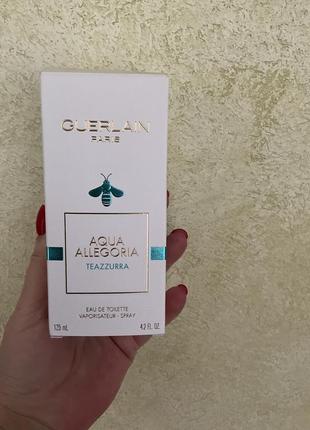 GUERLAIN
PARIS
AQUA
ALLEGORIA
TEAZZURRA
EAU DE TOILETTE
VAPORISATEUR - SPRAY
125 mL
4.2 FL. OZ.